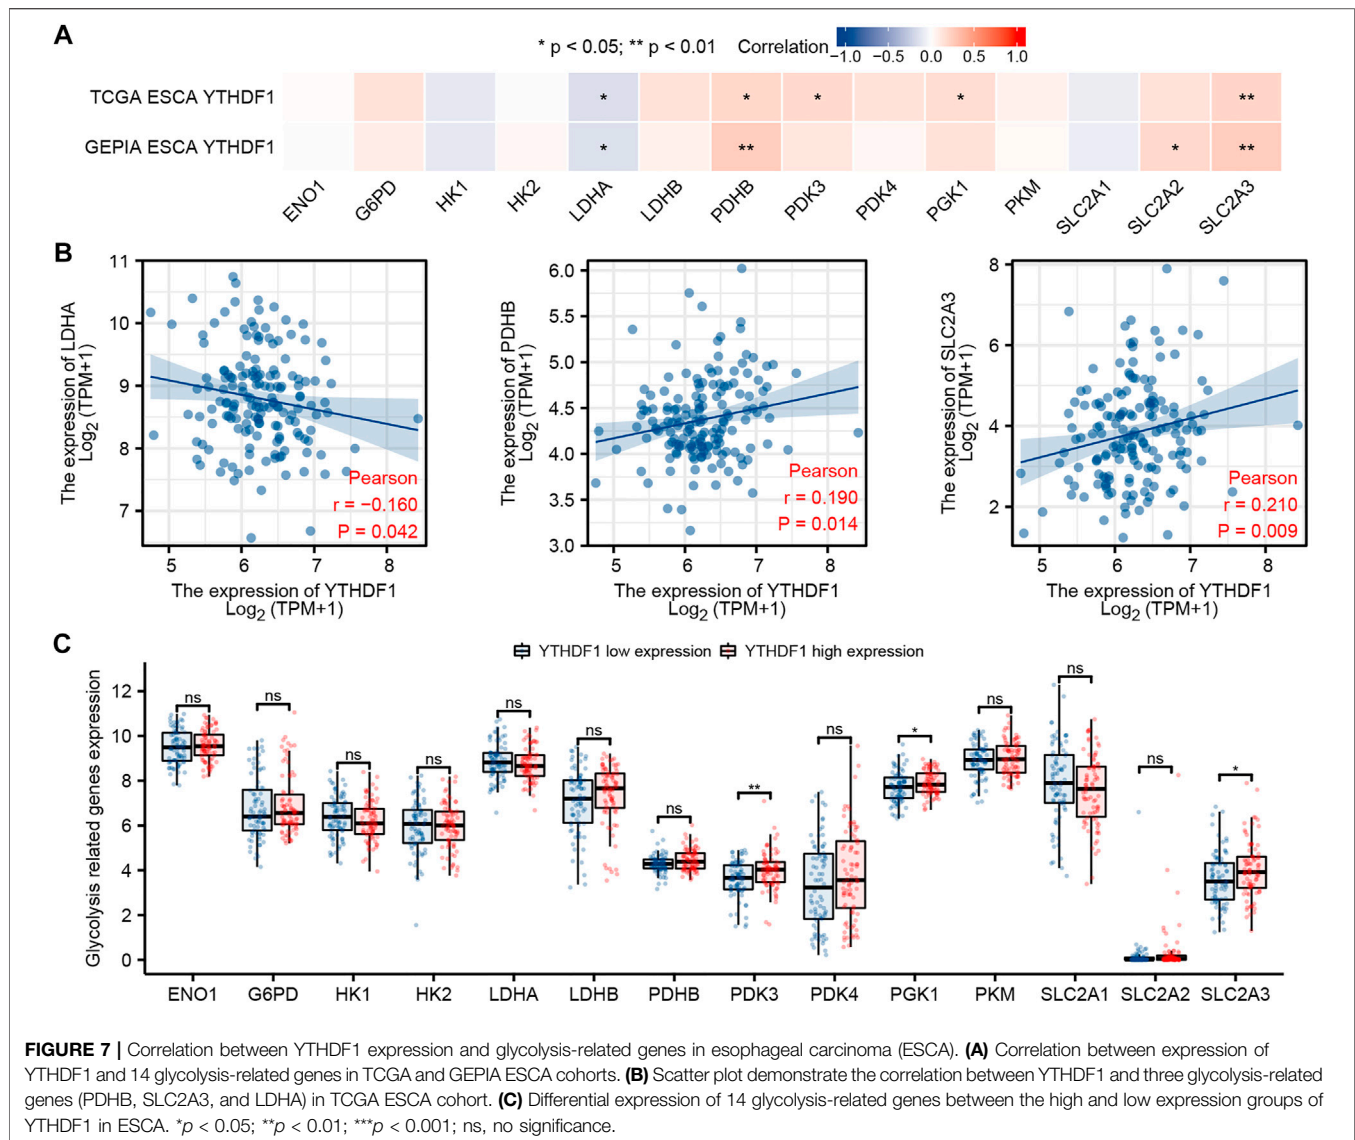 A
* p < 0.05; ** p < 0.01 Correlation
−1.0 −0.5 0.0 0.5 1.0
TCGA ESCA YTHDF1 * * * * **
GEPIA ESCA YTHDF1 * ** * **
ENO1 G6PD HK1 HK2 LDHA LDHB PDHB PDK3 PDK4 PGK1 PKM SLC2A1 SLC2A2 SLC2A3
B
The expression of LDHA
Log2 (TPM+1)
11
10
9
8
7
Pearson
r = −0.160
P = 0.042
5 6 7 8
The expression of YTHDF1
Log2 (TPM+1)
The expression of PDHB
Log2 (TPM+1)
6.0
5.5
5.0
4.5
4.0
3.5
3.0
Pearson
r = 0.190
P = 0.014
5 6 7 8
The expression of YTHDF1
Log2 (TPM+1)
The expression of SLC2A3
Log2 (TPM+1)
8
6
4
2
Pearson
r = 0.210
P = 0.009
5 6 7 8
The expression of YTHDF1
Log2 (TPM+1)
C
YTHDF1 low expression YTHDF1 high expression
Glycolysis related genes expression
12
10
8
6
4
2
0
ns ns ns ns ns ns ns ** ns * ns ns ns *
ENO1 G6PD HK1 HK2 LDHA LDHB PDHB PDK3 PDK4 PGK1 PKM SLC2A1 SLC2A2 SLC2A3
FIGURE 7 | Correlation between YTHDF1 expression and glycolysis-related genes in esophageal carcinoma (ESCA). (A) Correlation between expression of
YTHDF1 and 14 glycolysis-related genes in TCGA and GEPIA ESCA cohorts. (B) Scatter plot demonstrate the correlation between YTHDF1 and three glycolysis-related
genes (PDHB, SLC2A3, and LDHA) in TCGA ESCA cohort. (C) Differential expression of 14 glycolysis-related genes between the high and low expression groups of
YTHDF1 in ESCA. *p < 0.05; **p < 0.01; ***p < 0.001; ns, no significance.